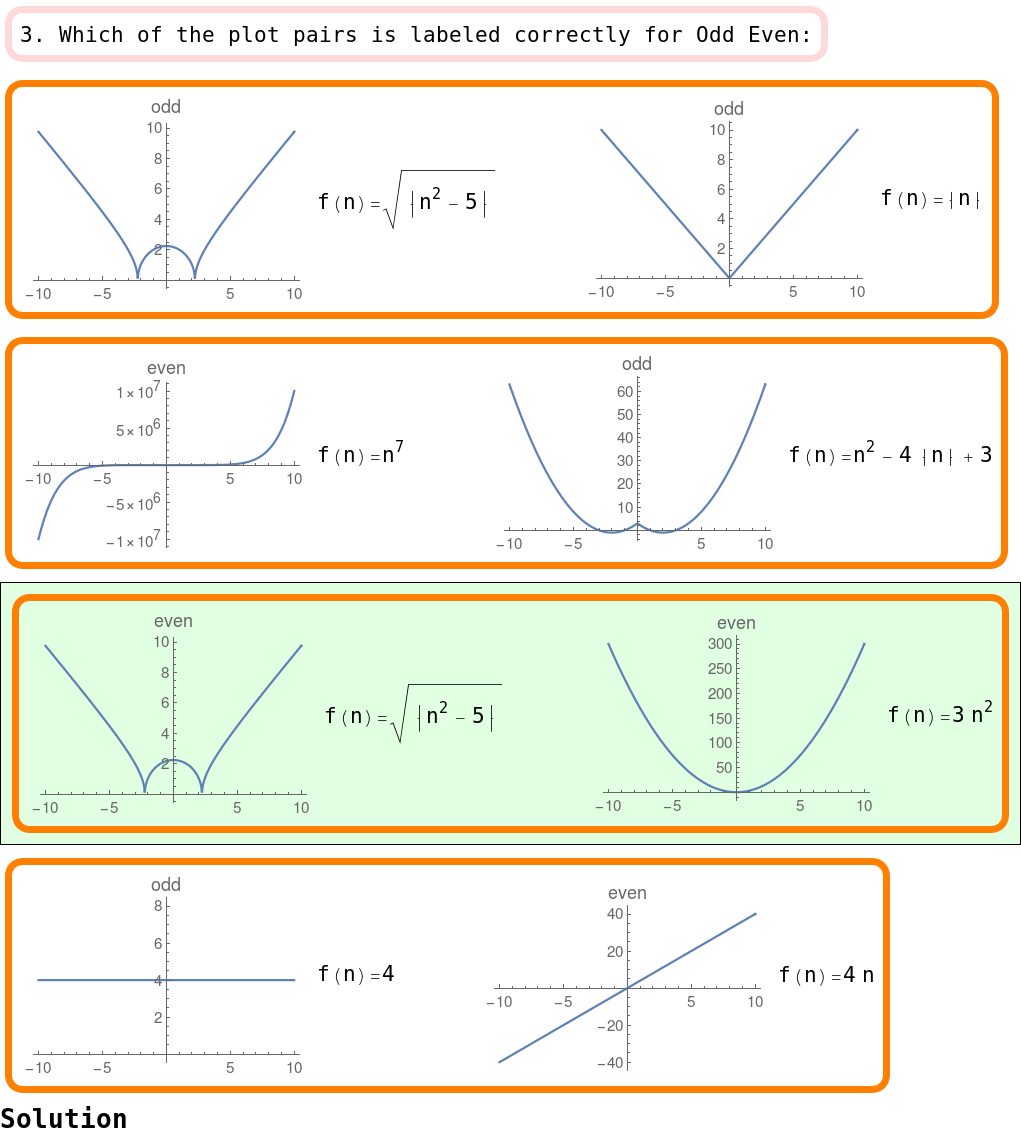 3. Which of the plot pairs is labeled correctly for Odd Even:
odd odd
10 10
8 8
6 6
4 4
2 2
−10 −5 5 10 −10 −5 5 10
f(n)=√|n² − 5| f(n)=|n|
even odd
1×10⁷ 60
5×10⁶ 50
−5×10⁶ 40
−1×10⁷ 30
20
10
−10 −5 5 10 −10 −5 5 10
f(n)=n⁷ f(n)=n² − 4 |n| + 3
even even
10 300
8 250
6 200
4 150
2 100
50
−10 −5 5 10 −10 −5 5 10
f(n)=√|n² − 5| f(n)=3 n²
odd even
8 40
6 20
4 −20
2 −40
−10 −5 5 10 −10 −5 5 10
f(n)=4 f(n)=4 n
Solution